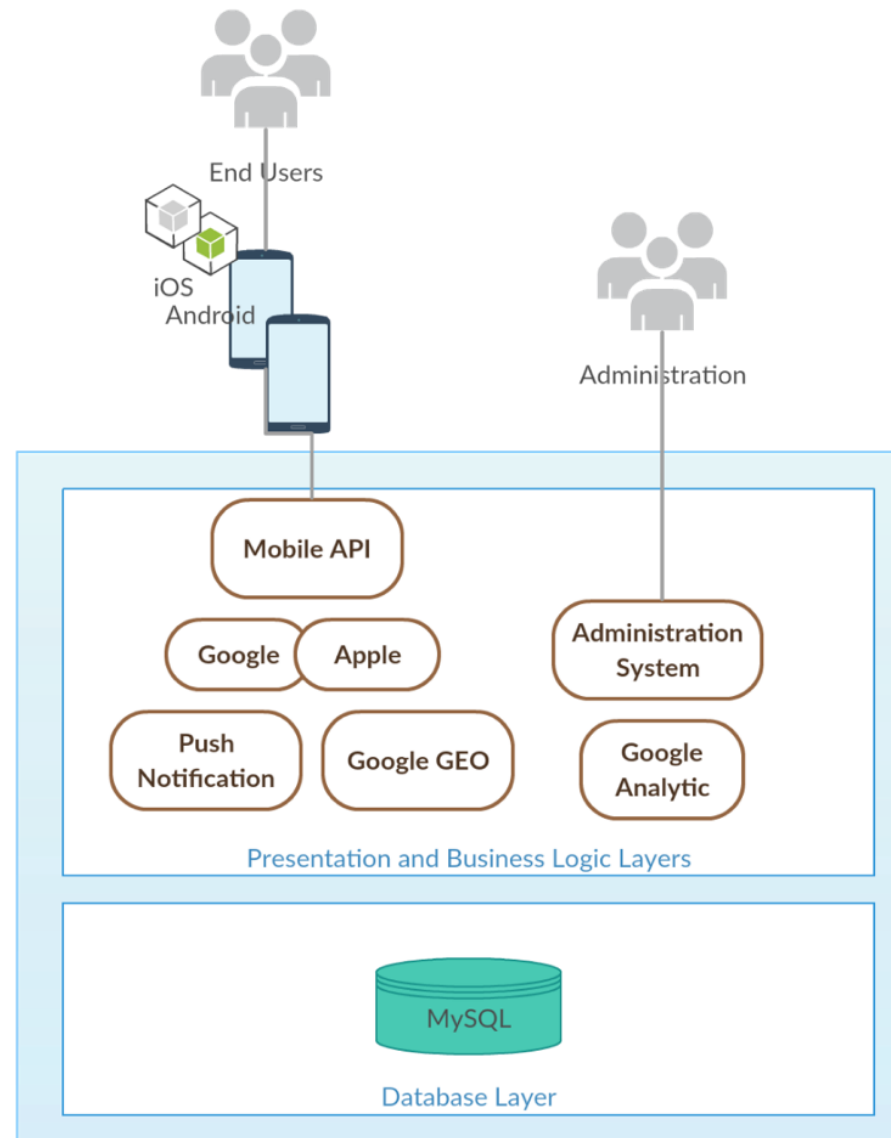 End Users
iOS
Android
Administration
Mobile API
Google
Apple
Administration
System
Push
Notification
Google GEO
Google
Analytic
Presentation and Business Logic Layers
MySQL
Database Layer